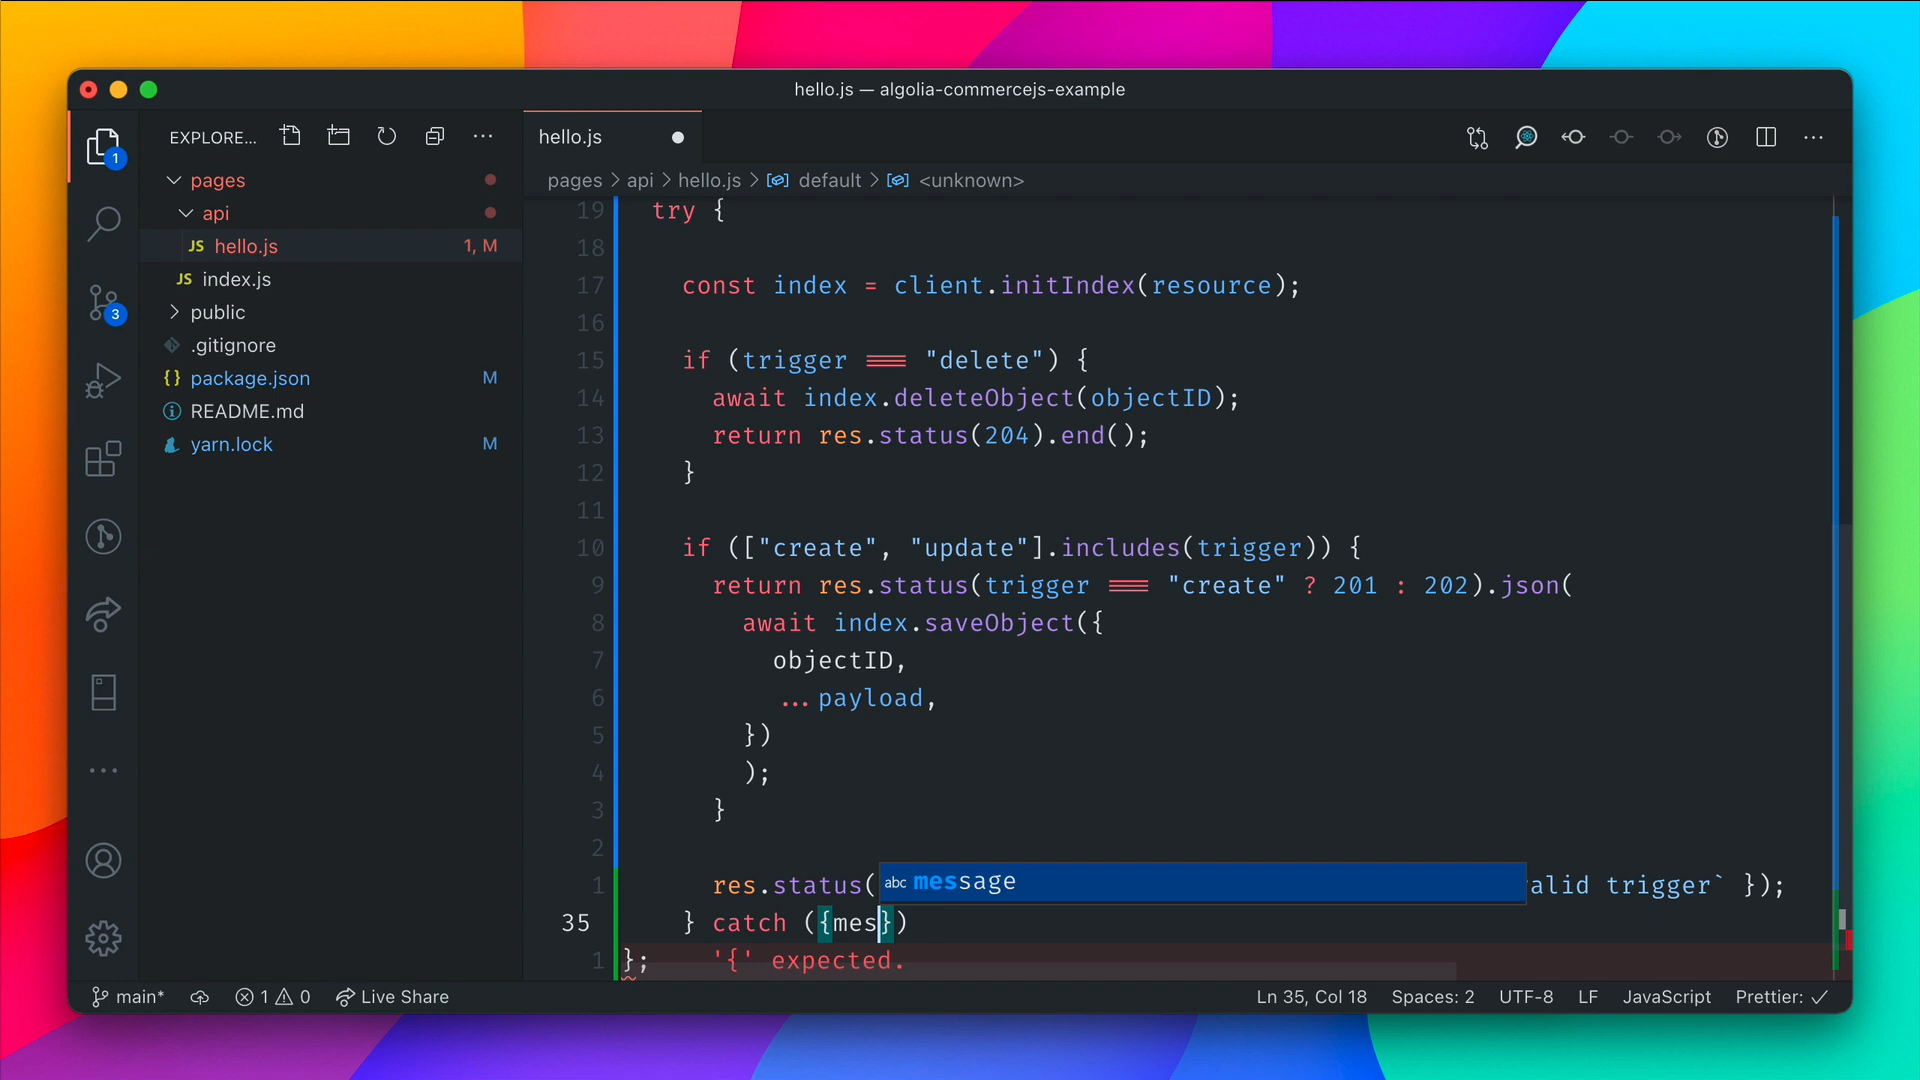 hello.js — algolia-commercejs-example
EXPLORE...
hello.js
pages
api
JS hello.js 1, M
JS index.js
public
.gitignore
{} package.json M
README.md
yarn.lock M
1
3
pages > api > hello.js > default > <unknown>
19 try {
18
17 const index = client.initIndex(resource);
16
15 if (trigger === "delete") {
14 await index.deleteObject(objectID);
13 return res.status(204).end();
12 }
11
10 if (["create", "update"].includes(trigger)) {
9 return res.status(trigger === "create" ? 201 : 202).json(
8 await index.saveObject({
7 objectID,
6 ...payload,
5 })
4 );
3 }
2
1 res.status( alid trigger` });
abc message
35 } catch ({mes})
1 }; '{' expected.
main* 1 0 Live Share Ln 35, Col 18 Spaces: 2 UTF-8 LF JavaScript Prettier: ✓